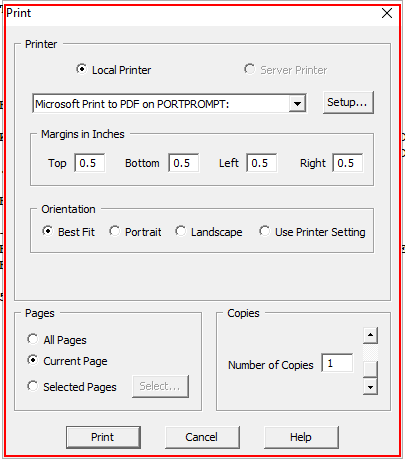 Print
Printer
Local Printer
Server Printer
Microsoft Print to PDF on PORTPROMPT:
Setup...
Margins in Inches
Top 0.5 Bottom 0.5 Left 0.5 Right 0.5
Orientation
Best Fit Portrait Landscape Use Printer Setting
Pages
All Pages
Current Page
Selected Pages Select...
Copies
Number of Copies 1
Print Cancel Help